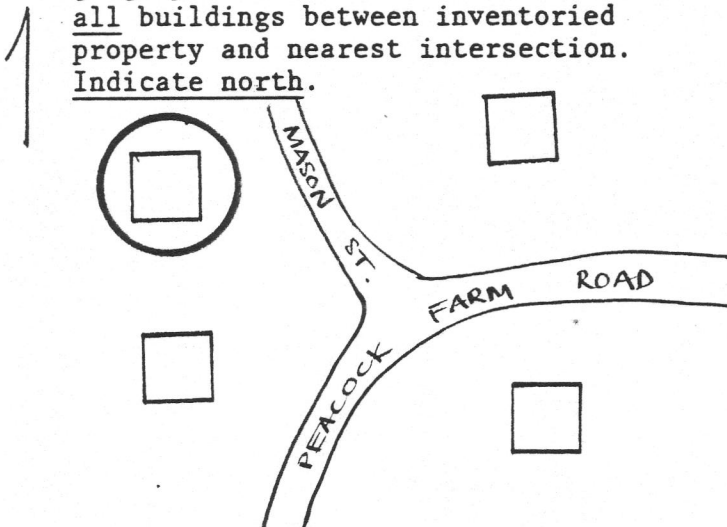 all buildings between inventoried
property and nearest intersection.
Indicate north.
MASON ST.
PEACOCK FARM ROAD